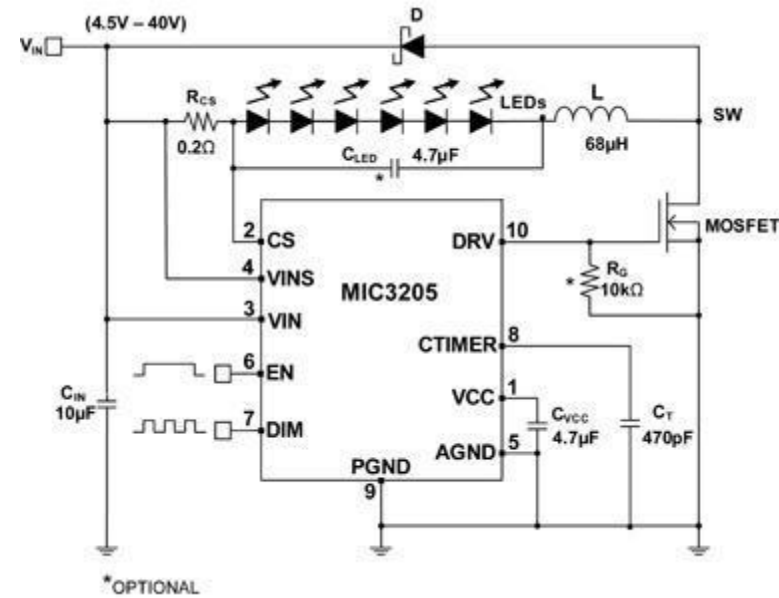 (4.5V – 40V)
D
VIN
RCS
LEDs
L
SW
0.2Ω
CLED
4.7µF
*
68µH
2
CS
DRV
10
MOSFET
4
VINS
RG
*
10kΩ
MIC3205
3
VIN
CTIMER
8
6
EN
CIN
10µF
VCC
1
7
DIM
CVCC
4.7µF
CT
470pF
AGND
5
PGND
9
*OPTIONAL